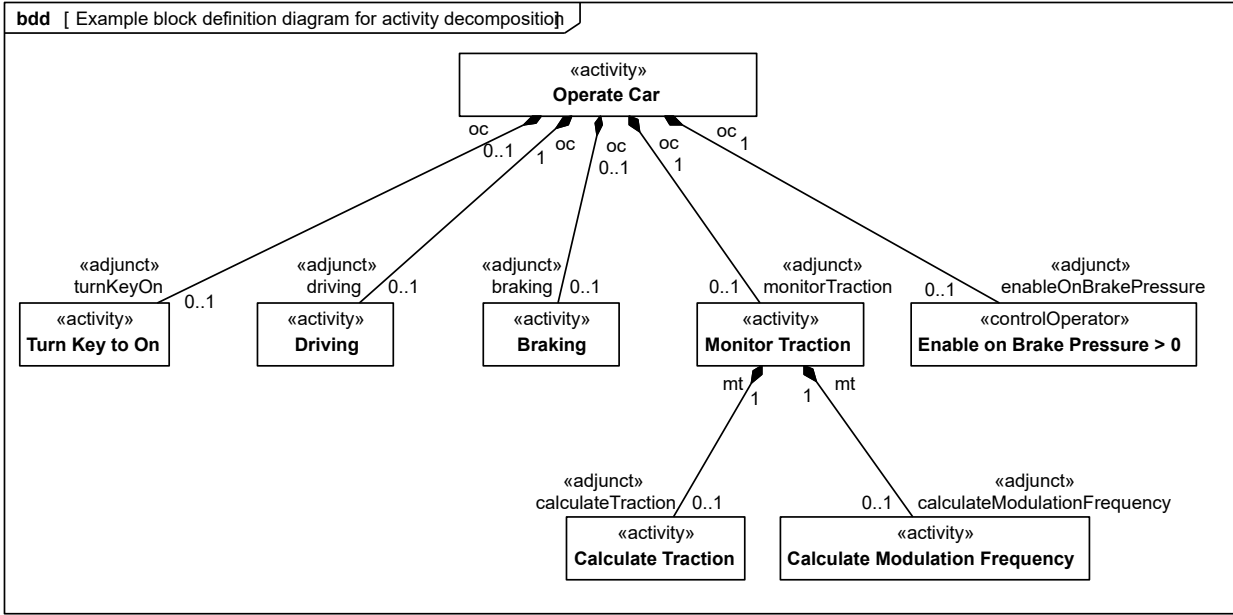 bdd [ Example block definition diagram for activity decomposition]
«activity»
Operate Car
oc
0..1
1
oc
oc
0..1
oc
1
oc
1
«adjunct»
turnKeyOn
0..1
«adjunct»
driving
0..1
«adjunct»
braking
0..1
«adjunct»
0..1 monitorTraction
«adjunct»
0..1 enableOnBrakePressure
«activity»
Turn Key to On
«activity»
Driving
«activity»
Braking
«activity»
Monitor Traction
«controlOperator»
Enable on Brake Pressure > 0
mt
1
mt
1
«adjunct»
calculateTraction 0..1
«adjunct»
0..1 calculateModulationFrequency
«activity»
Calculate Traction
«activity»
Calculate Modulation Frequency